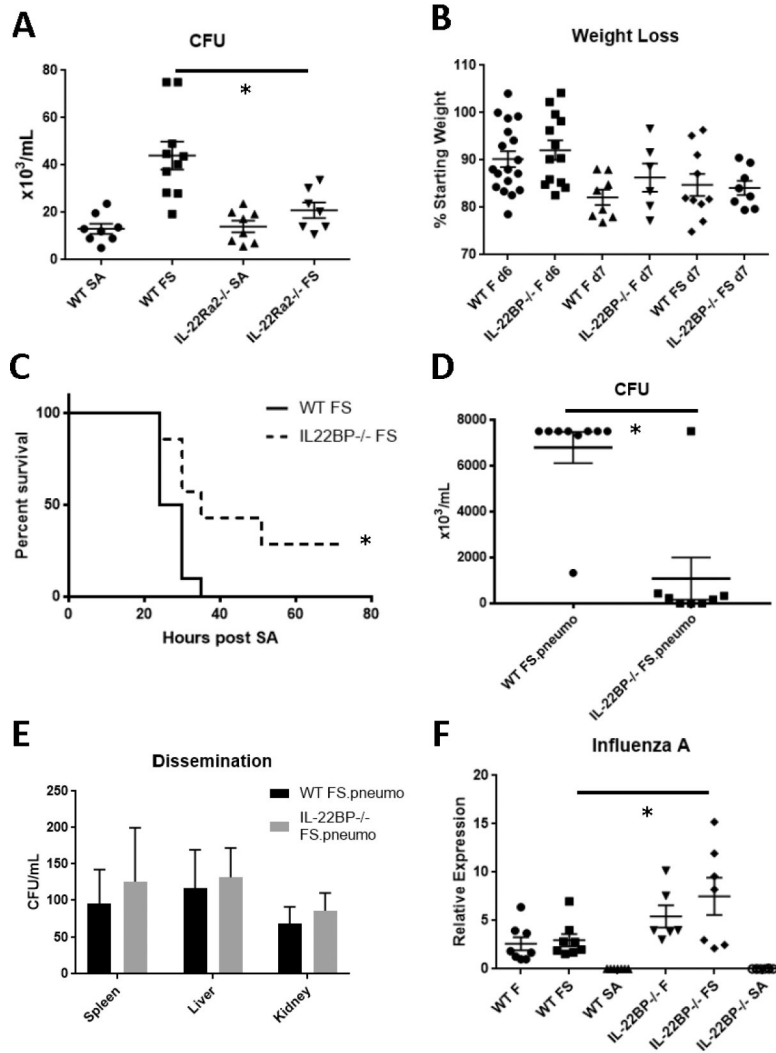 A
CFU
x10³/mL
80
60
40
20
0
*
WT SA
WT FS
IL-22Ra2-/- SA
IL-22Ra2-/- FS
B
Weight Loss
% Starting Weight
110
100
90
80
70
WT F d6
IL-22BP-/- F d6
WT F d7
IL-22BP-/- F d7
WT FS d7
IL-22BP-/- FS d7
C
Percent survival
100
50
0
WT FS
IL22BP-/- FS
*
0
20
40
60
80
Hours post SA
D
CFU
x10³/mL
8000
6000
4000
2000
0
*
WT FS.pneumo
IL-22BP-/- FS.pneumo
E
Dissemination
CFU/mL
250
200
150
100
50
0
WT FS.pneumo
IL-22BP-/-
FS.pneumo
Spleen
Liver
Kidney
F
Influenza A
Relative Expression
20
15
10
5
0
*
WT F
WT FS
WT SA
IL-22BP-/- F
IL-22BP-/- FS
IL-22BP-/- SA